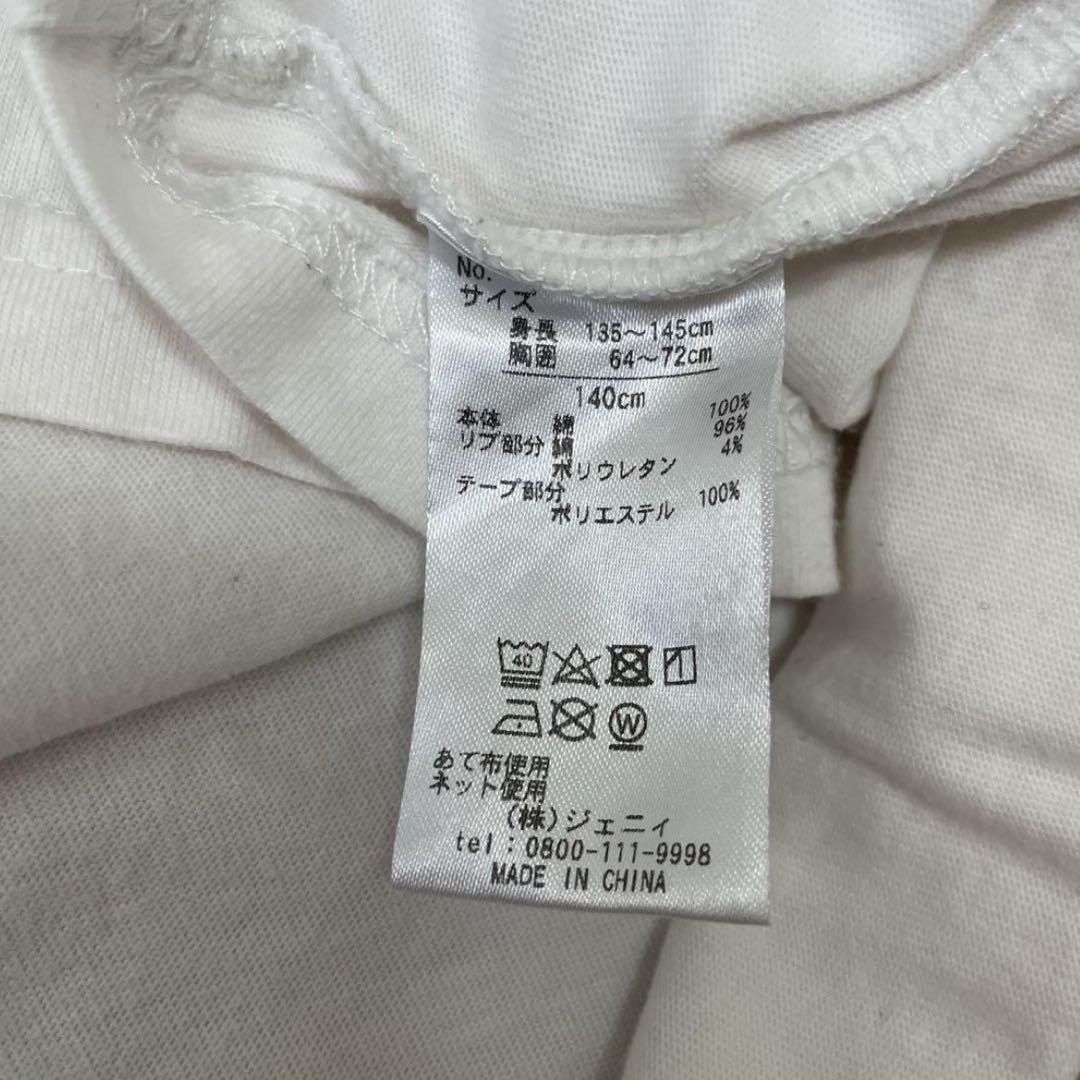 No.
サイズ
身長 135～145cm
胸囲 64～72cm
140cm
本体 綿 100%
リブ部分 綿 96%
ポリウレタン 4%
テープ部分
ポリエステル 100%
40
W
あて布使用
ネット使用
(株)ジェニィ
tel：0800-111-9998
MADE IN CHINA